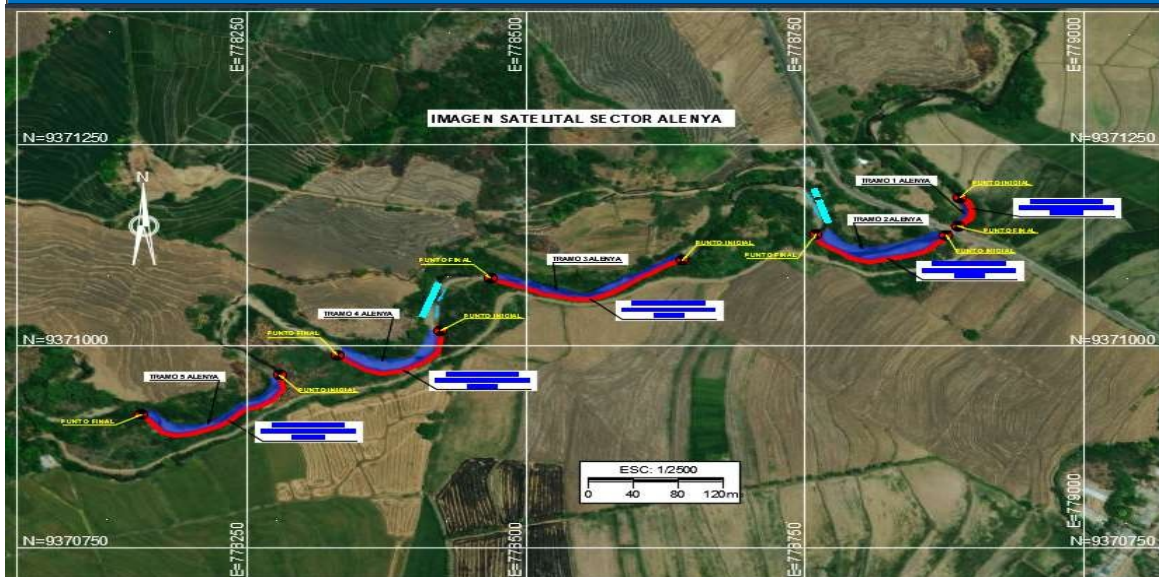 E=778250
E=778500
E=778750
E=779000
IMAGEN SATELITAL SECTOR ALENYA
N=9371250
N=9371250
N
TRAMO 1 ALENYA
PUNTO INICIAL
TRAMO 2 ALENYA
PUNTO FINAL
PUNTO INICIAL
PUNTO FINAL
PUNTO INICIAL
TRAMO 3 ALENYA
PUNTO FINAL
TRAMO 4 ALENYA
PUNTO INICIAL
PUNTO FINAL
N=9371000
N=9371000
TRAMO 5 ALENYA
PUNTO INICIAL
PUNTO FINAL
ESC: 1/2500
0 40 80 120m
N=9370750
N=9370750
E=778250
E=778500
E=778750
E=779000